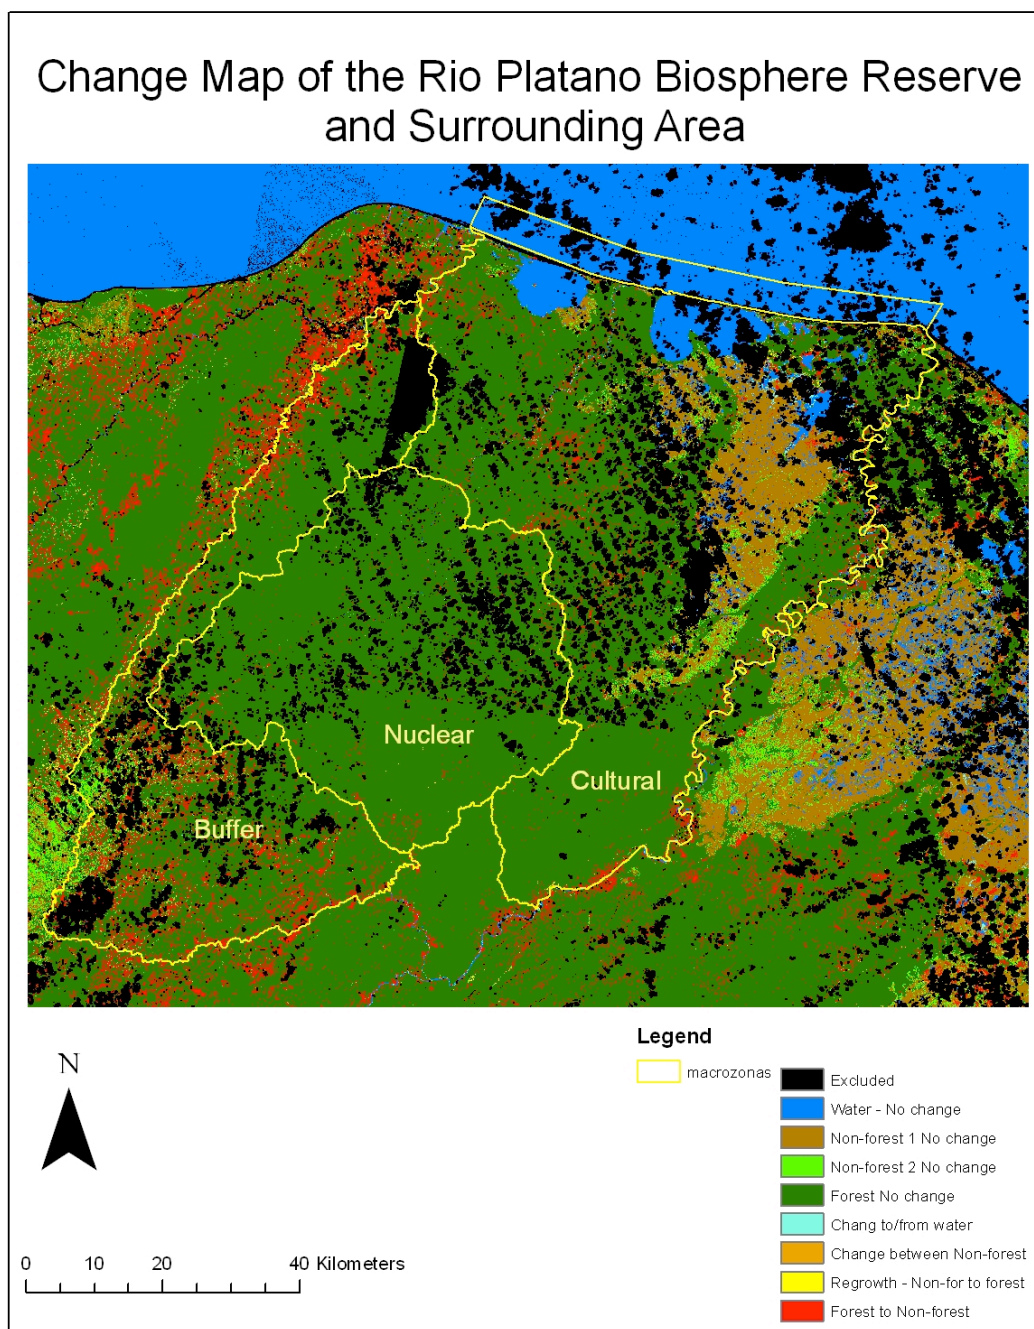 Change Map of the Rio Platano Biosphere Reserve
and Surrounding Area
Nuclear
Cultural
Buffer
Legend
macrozonas
Excluded
Water - No change
Non-forest 1 No change
Non-forest 2 No change
Forest No change
Chang to/from water
Change between Non-forest
Regrowth - Non-for to forest
Forest to Non-forest
N
0 10 20 40 Kilometers